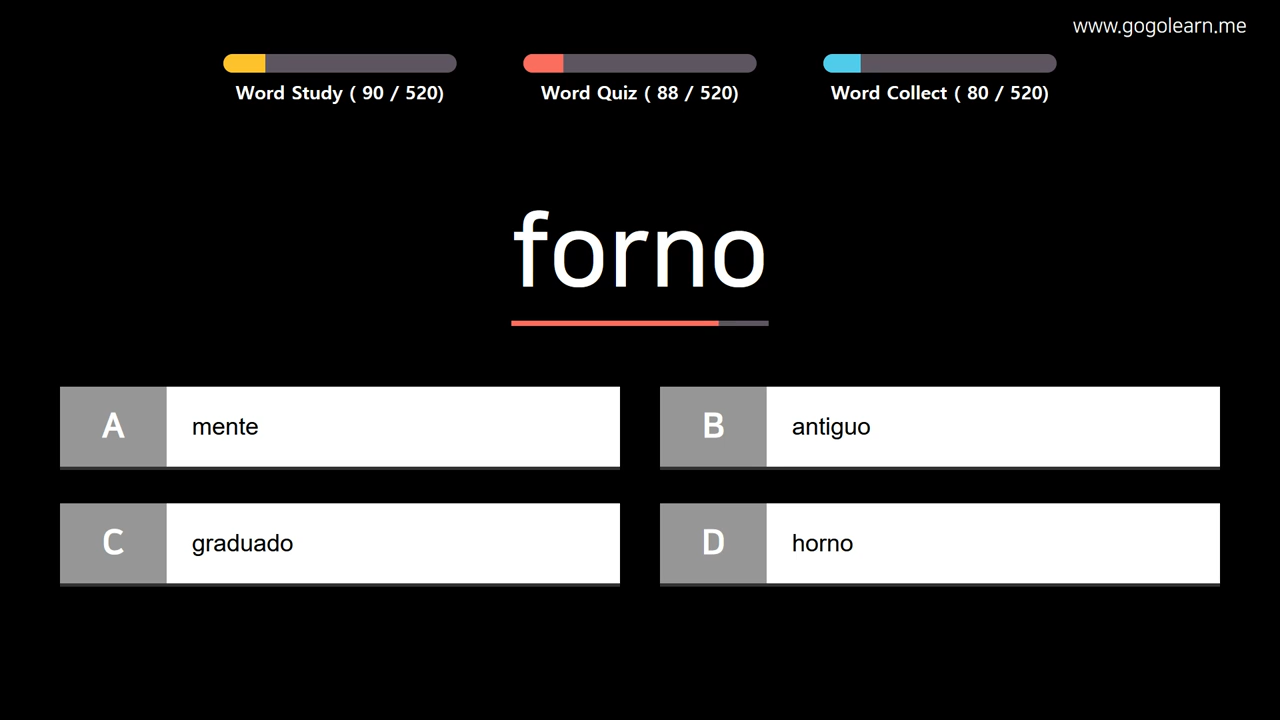 www.gogolearn.me
Word Study ( 90 / 520)
Word Quiz ( 88 / 520)
Word Collect ( 80 / 520)
forno
A mente
B antiguo
C graduado
D horno